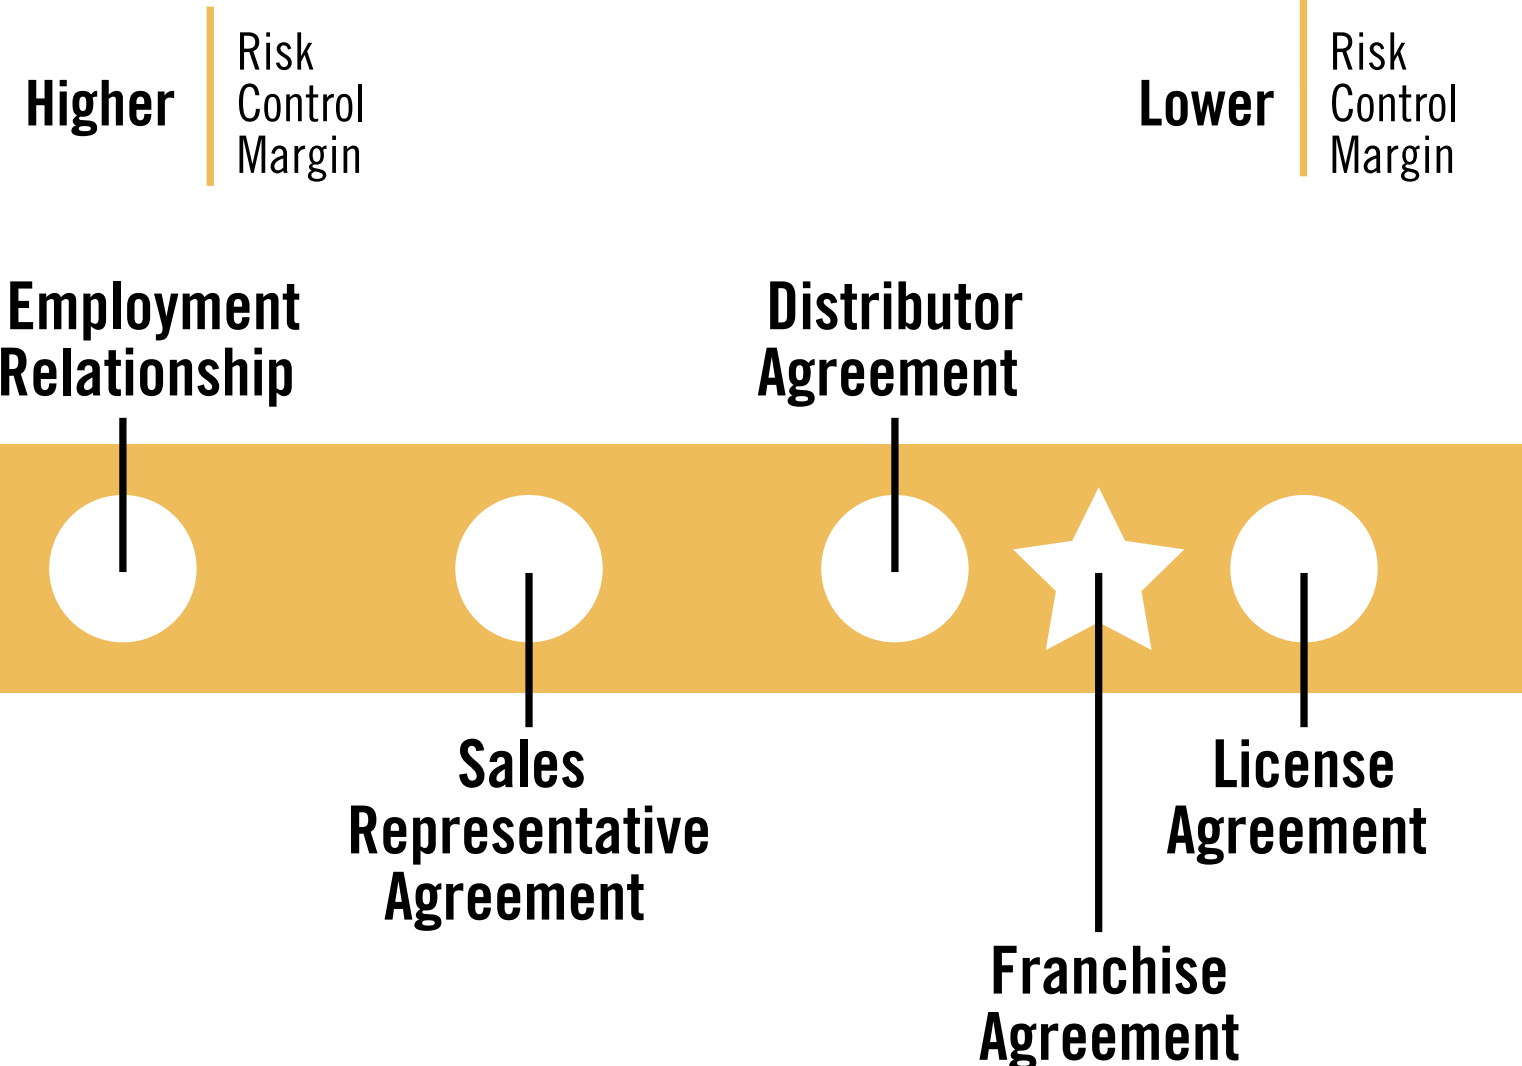 Higher
Risk
Control
Margin
Lower
Risk
Control
Margin
Employment
Relationship
Distributor
Agreement
Sales
Representative
Agreement
License
Agreement
Franchise
Agreement